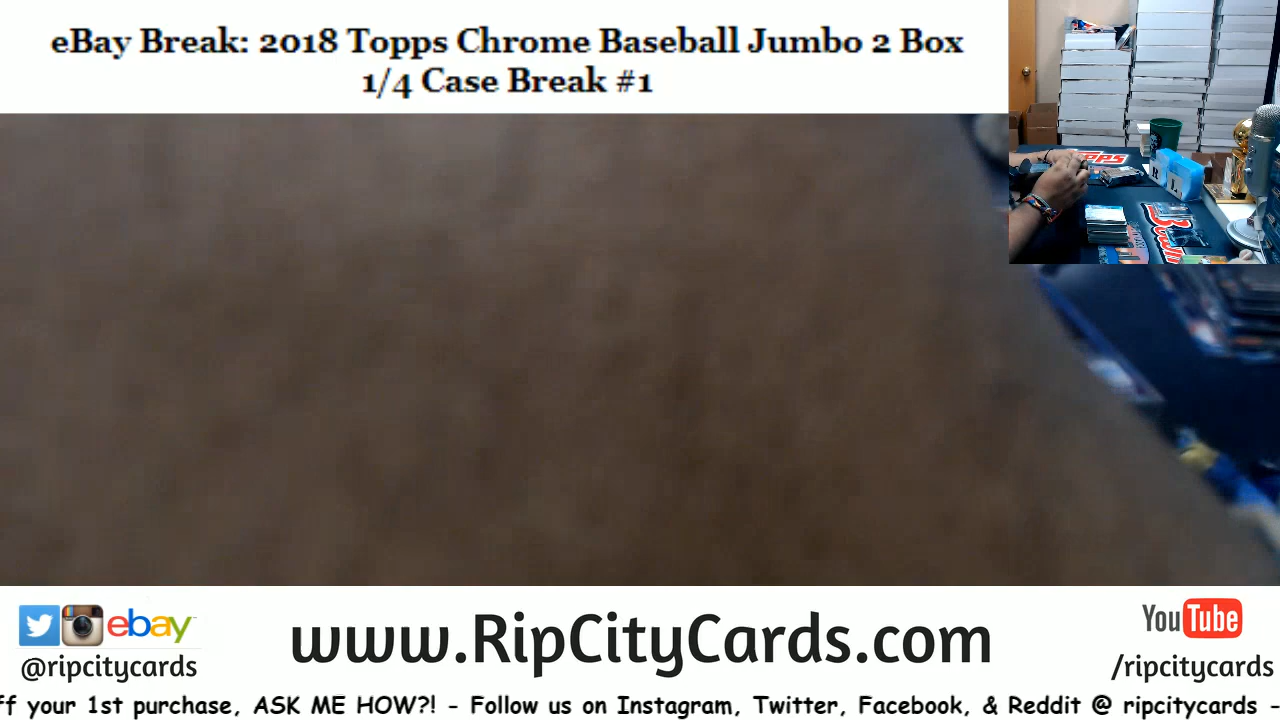 eBay Break: 2018 Topps Chrome Baseball Jumbo 2 Box
1/4 Case Break #1
R L
ebay
@ripcitycards
www.RipCityCards.com
YouTube
/ripcitycards
ff your 1st purchase, ASK ME HOW?! - Follow us on Instagram, Twitter, Facebook, & Reddit @ ripcitycards -